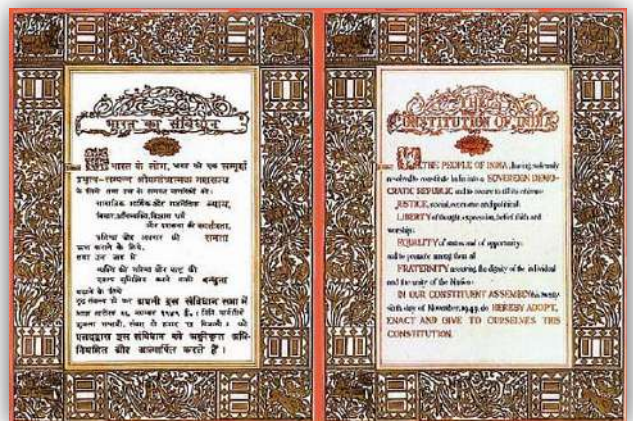 भारत का संविधान
हम भारत के लोग, भारत को एक सम्पूर्ण
प्रभुत्व-सम्पन्न लोकतंत्रात्मक गणराज्य
के लिये तथा उस के समस्त नागरिकों को:
सामाजिक आर्थिक और राजनैतिक न्याय,
विचार, अभिव्यक्ति, विश्वास, धर्म
और उपासना की स्वतंत्रता,
प्रतिष्ठा और अवसर की समता
प्राप्त कराने के लिये,
तथा उन सब में
व्यक्ति की गरिमा और राष्ट्र की
एकता सुनिश्चित करने वाली बन्धुता
बढ़ाने के लिये
दृढ़ संकल्प हो कर अपनी इस संविधान सभा में
आज तारीख २६ नवम्बर १९४९ ई.
एतद्द्वारा इस संविधान को अङ्गीकृत, अधि-
नियमित और आत्मार्पित करते हैं।
THE
CONSTITUTION OF INDIA
WE, THE PEOPLE OF INDIA, having solemnly
resolved to constitute India into a SOVEREIGN DEMO-
CRATIC REPUBLIC and to secure to all its citizens:
JUSTICE, social, economic and political;
LIBERTY of thought, expression, belief, faith and
worship;
EQUALITY of status and of opportunity;
and to promote among them all
FRATERNITY assuring the dignity of the individual
and the unity of the Nation;
IN OUR CONSTITUENT ASSEMBLY this twenty-
sixth day of November, 1949, do HEREBY ADOPT,
ENACT AND GIVE TO OURSELVES THIS
CONSTITUTION.